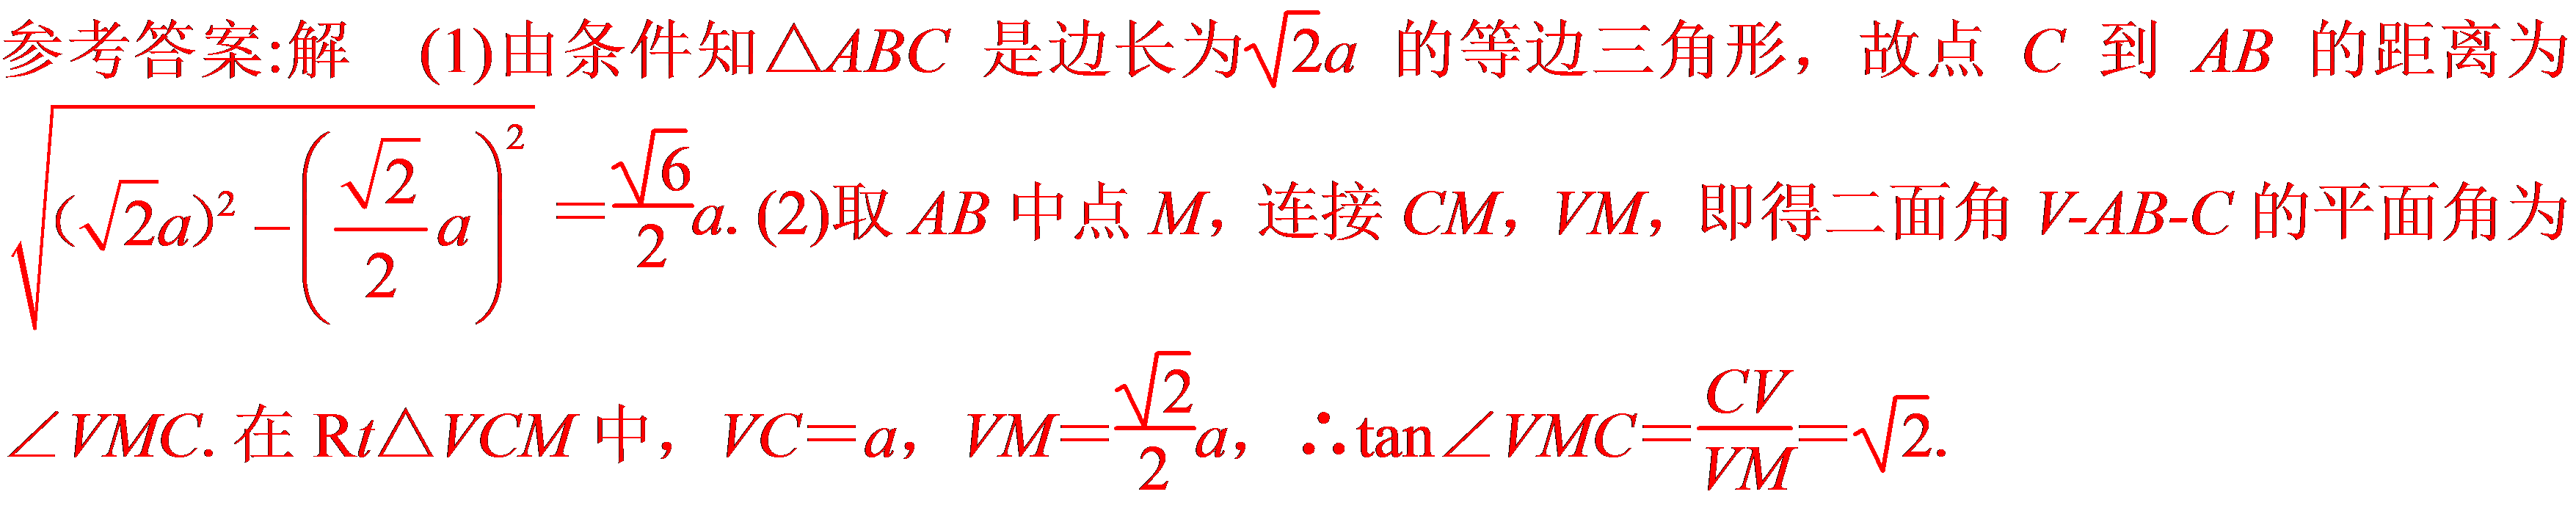 参考答案:解 (1)由条件知△ABC 是边长为√2a 的等边三角形，故点 C 到 AB 的距离为
√((√2a)² − (√2/2 a)²) = √6/2 a. (2)取 AB 中点 M，连接 CM，VM，即得二面角 V-AB-C 的平面角为
∠VMC. 在 Rt△VCM 中，VC=a，VM=√2/2 a，∴tan∠VMC=CV/VM=√2.